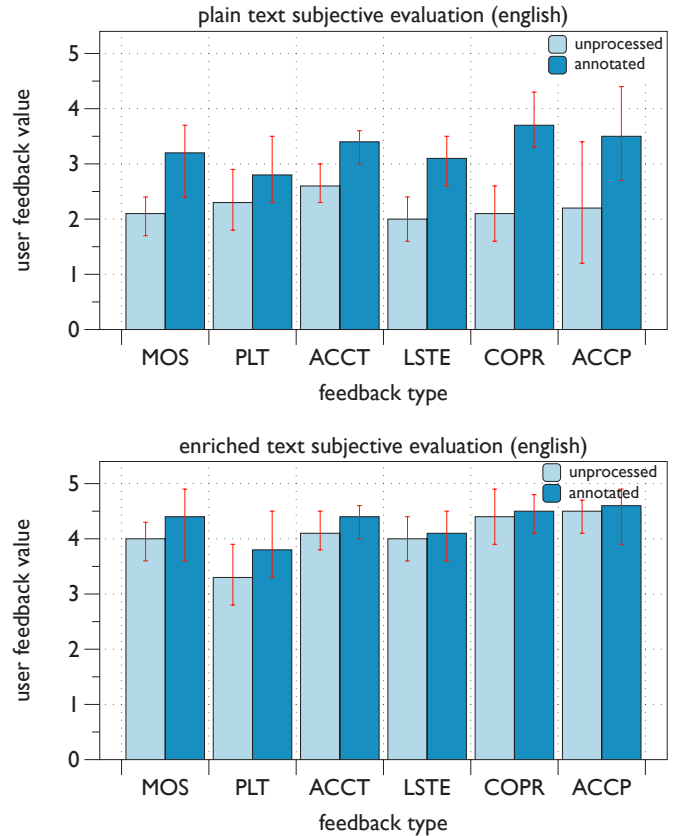 plain text subjective evaluation (english)
unprocessed
annotated
user feedback value
5
4
3
2
1
0
MOS PLT ACCT LSTE COPR ACCP
feedback type
enriched text subjective evaluation (english)
unprocessed
annotated
user feedback value
5
4
3
2
1
0
MOS PLT ACCT LSTE COPR ACCP
feedback type